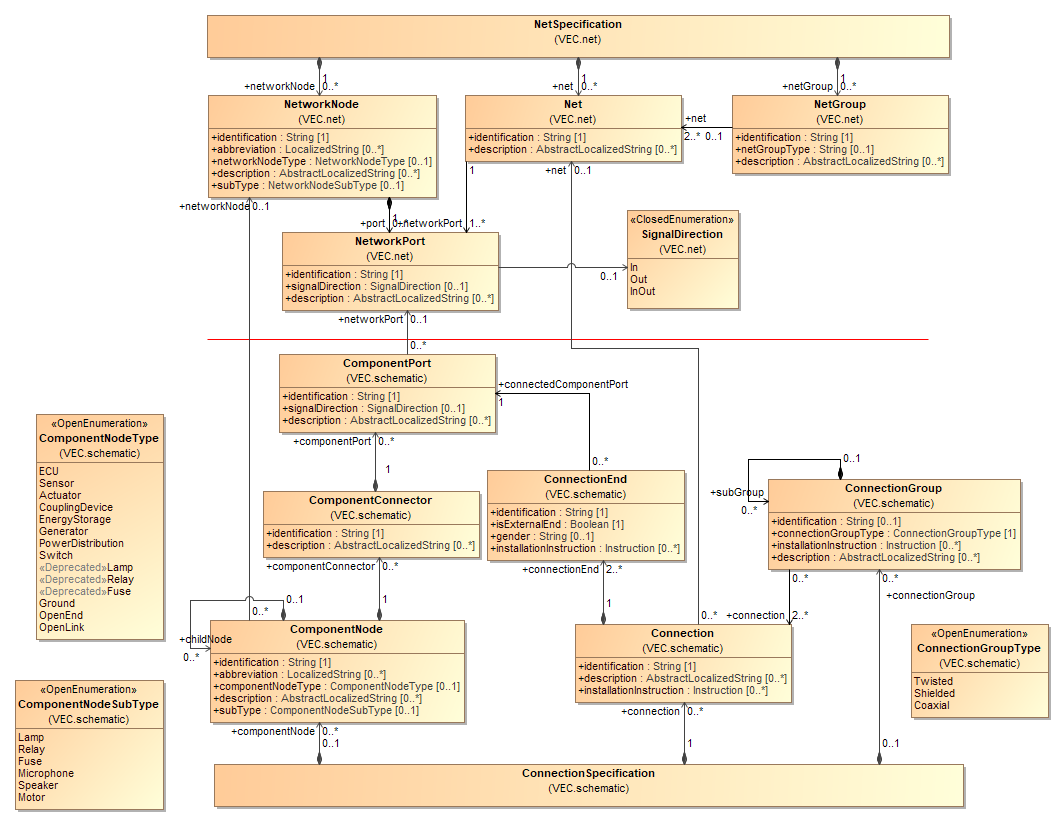 NetSpecification
(VEC.net)
1
+networkNode
0..*
1
+net
0..*
1
+netGroup
0..*
NetworkNode
(VEC.net)
+identification : String [1]
+abbreviation : LocalizedString [0..*]
+networkNodeType : NetworkNodeType [0..1]
+description : AbstractLocalizedString [0..*]
+subType : NetworkNodeSubType [0..1]
Net
(VEC.net)
+identification : String [1]
+description : AbstractLocalizedString [0..*]
+net
2..*
0..1
NetGroup
(VEC.net)
+identification : String [1]
+netGroupType : String [0..1]
+description : AbstractLocalizedString [0..*]
1
+net
0..1
+networkNode
0..1
1
+port
0..*
+networkPort
1..*
«ClosedEnumeration»
SignalDirection
(VEC.net)
In
Out
InOut
NetworkPort
(VEC.net)
+identification : String [1]
+signalDirection : SignalDirection [0..1]
+description : AbstractLocalizedString [0..*]
0..1
+networkPort
0..1
0..*
ComponentPort
(VEC.schematic)
+identification : String [1]
+signalDirection : SignalDirection [0..1]
+description : AbstractLocalizedString [0..*]
+connectedComponentPort
1
+componentPort
0..*
1
0..*
«OpenEnumeration»
ComponentNodeType
(VEC.schematic)
ECU
Sensor
Actuator
CouplingDevice
EnergyStorage
Generator
PowerDistribution
Switch
«Deprecated»Lamp
«Deprecated»Relay
«Deprecated»Fuse
Ground
OpenEnd
OpenLink
ComponentConnector
(VEC.schematic)
+identification : String [1]
+description : AbstractLocalizedString [0..*]
ConnectionEnd
(VEC.schematic)
+identification : String [1]
+isExternalEnd : Boolean [1]
+gender : String [0..1]
+installationInstruction : Instruction [0..*]
0..1
+subGroup
0..*
ConnectionGroup
(VEC.schematic)
+identification : String [0..1]
+connectionGroupType : ConnectionGroupType [1]
+installationInstruction : Instruction [0..*]
+description : AbstractLocalizedString [0..*]
+componentConnector
0..*
1
+connectionEnd
2..*
1
0..*
0..*
+connectionGroup
0..1
0..*
+childNode
0..*
0..*
+connection
2..*
ComponentNode
(VEC.schematic)
+identification : String [1]
+abbreviation : LocalizedString [0..*]
+componentNodeType : ComponentNodeType [0..1]
+description : AbstractLocalizedString [0..*]
+subType : ComponentNodeSubType [0..1]
Connection
(VEC.schematic)
+identification : String [1]
+description : AbstractLocalizedString [0..*]
+installationInstruction : Instruction [0..*]
«OpenEnumeration»
ConnectionGroupType
(VEC.schematic)
Twisted
Shielded
Coaxial
«OpenEnumeration»
ComponentNodeSubType
(VEC.schematic)
Lamp
Relay
Fuse
Microphone
Speaker
Motor
+componentNode
0..*
0..1
+connection
0..*
1
0..1
ConnectionSpecification
(VEC.schematic)